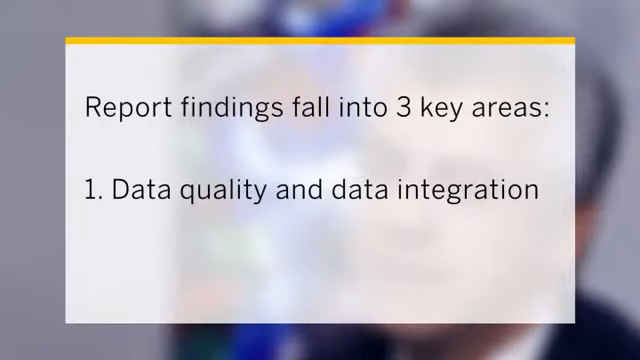 Report findings fall into 3 key areas:
1. Data quality and data integration